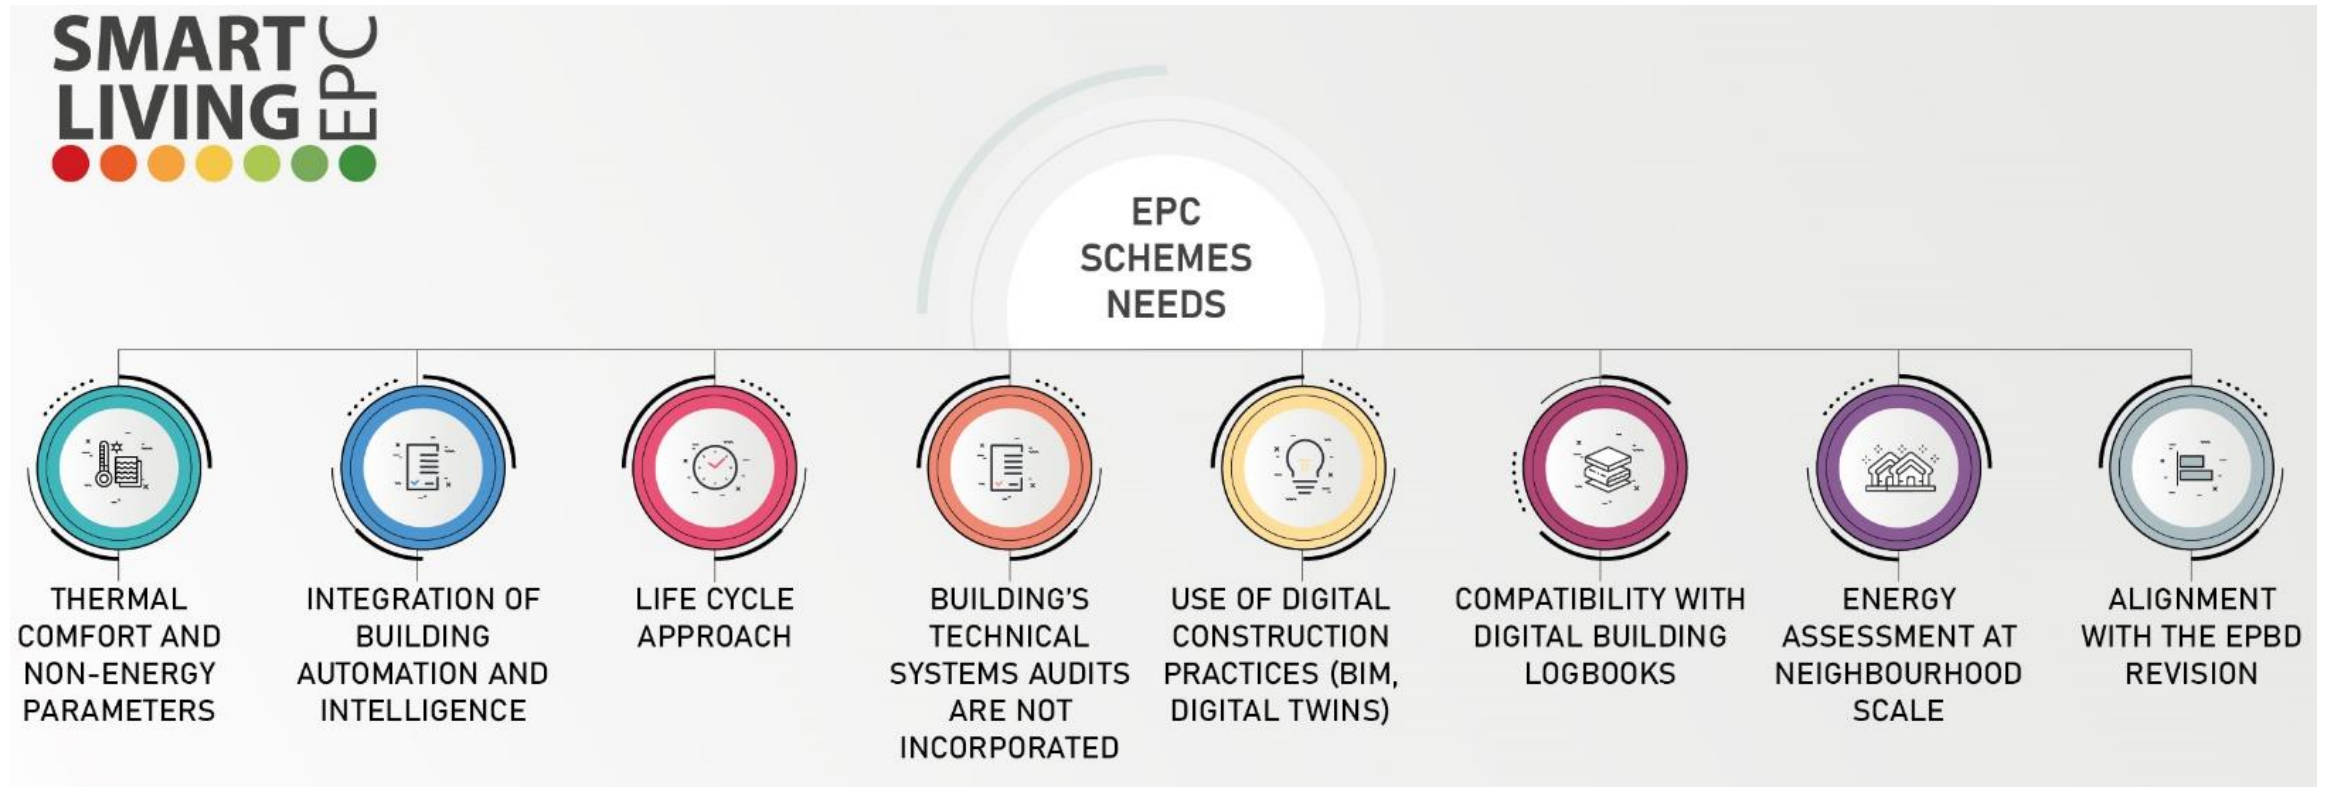 SMART
LIVING
EPC
EPC
SCHEMES
NEEDS
THERMAL
COMFORT AND
NON-ENERGY
PARAMETERS
INTEGRATION OF
BUILDING
AUTOMATION AND
INTELLIGENCE
LIFE CYCLE
APPROACH
BUILDING'S
TECHNICAL
SYSTEMS AUDITS
ARE NOT
INCORPORATED
USE OF DIGITAL
CONSTRUCTION
PRACTICES (BIM,
DIGITAL TWINS)
COMPATIBILITY WITH
DIGITAL BUILDING
LOGBOOKS
ENERGY
ASSESSMENT AT
NEIGHBOURHOOD
SCALE
ALIGNMENT
WITH THE EPBD
REVISION